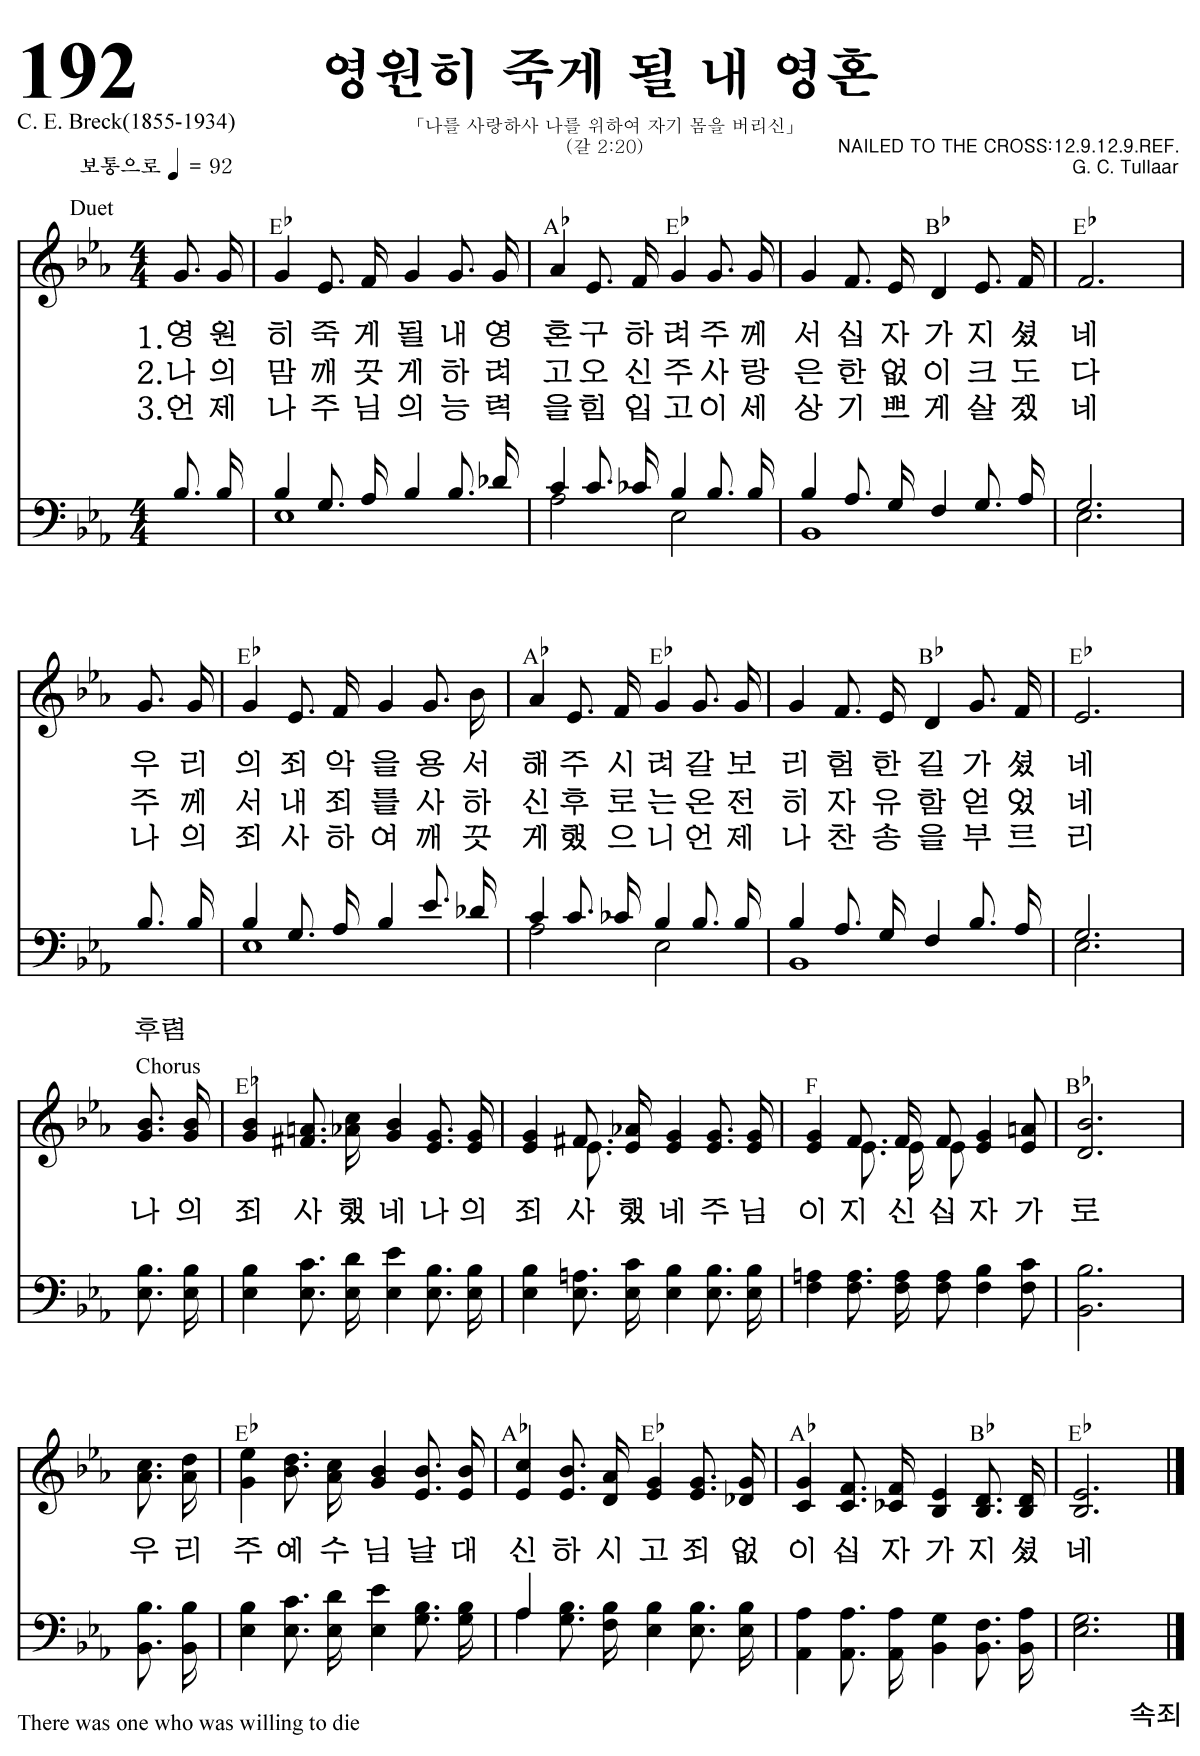 192
영원히 죽게 될 내 영혼
C. E. Breck(1855-1934)
「나를 사랑하사 나를 위하여 자기 몸을 버리신」
(갈 2:20)
NAILED TO THE CROSS:12.9.12.9.REF.
G. C. Tullaar
보통으로 ♩ = 92
Duet
E♭ A♭ E♭ B♭ E♭
4 4
1.영 원 히 죽 게 될 내 영 혼 구 하 려 주 께 서 십 자 가 지 셨 네
2.나 의 맘 깨 끗 게 하 려 고 오 신 주 사 랑 은 한 없 이 크 도 다
3.언 제 나 주 님 의 능 력 을 힘 입 고 이 세 상 기 쁘 게 살 겠 네
4 4
E♭ A♭ E♭ B♭ E♭
우 리 의 죄 악 을 용 서 해 주 시 려 갈 보 리 험 한 길 가 셨 네
주 께 서 내 죄 를 사 하 신 후 로 는 온 전 히 자 유 함 얻 었 네
나 의 죄 사 하 여 깨 끗 게 했 으 니 언 제 나 찬 송 을 부 르 리
후렴
Chorus
E♭ F B♭
나 의 죄 사 했 네 나 의 죄 사 했 네 주 님 이 지 신 십 자 가 로
E♭ A♭ E♭ A♭ B♭ E♭
우 리 주 예 수 님 날 대 신 하 시 고 죄 없 이 십 자 가 지 셨 네
There was one who was willing to die
속죄